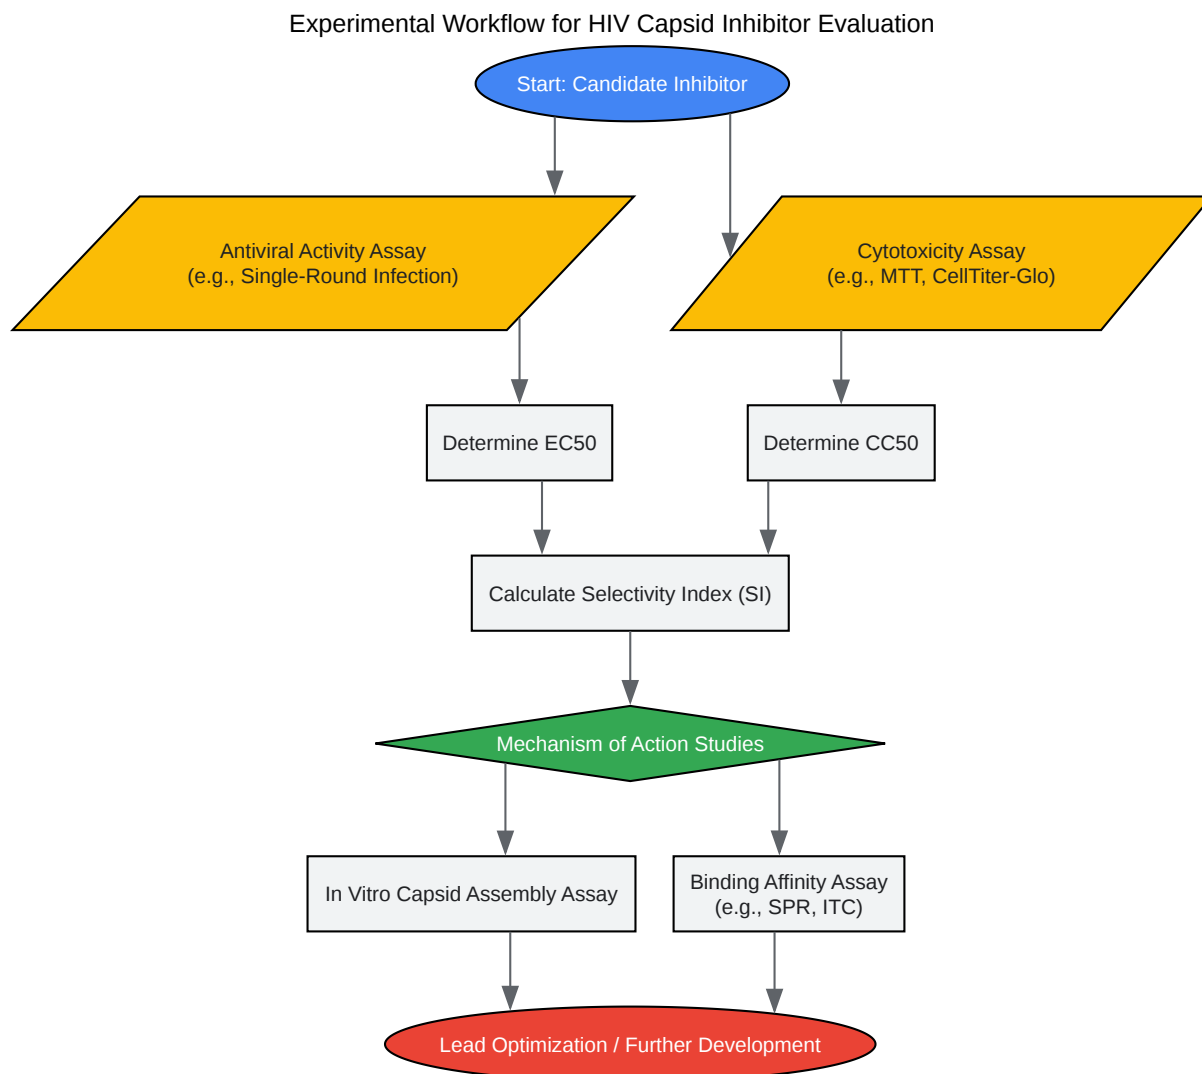 Experimental Workflow for HIV Capsid Inhibitor Evaluation
Start: Candidate Inhibitor
Antiviral Activity Assay
(e.g., Single-Round Infection)
Cytotoxicity Assay
(e.g., MTT, CellTiter-Glo)
Determine EC50
Determine CC50
Calculate Selectivity Index (SI)
Mechanism of Action Studies
In Vitro Capsid Assembly Assay
Binding Affinity Assay
(e.g., SPR, ITC)
Lead Optimization / Further Development